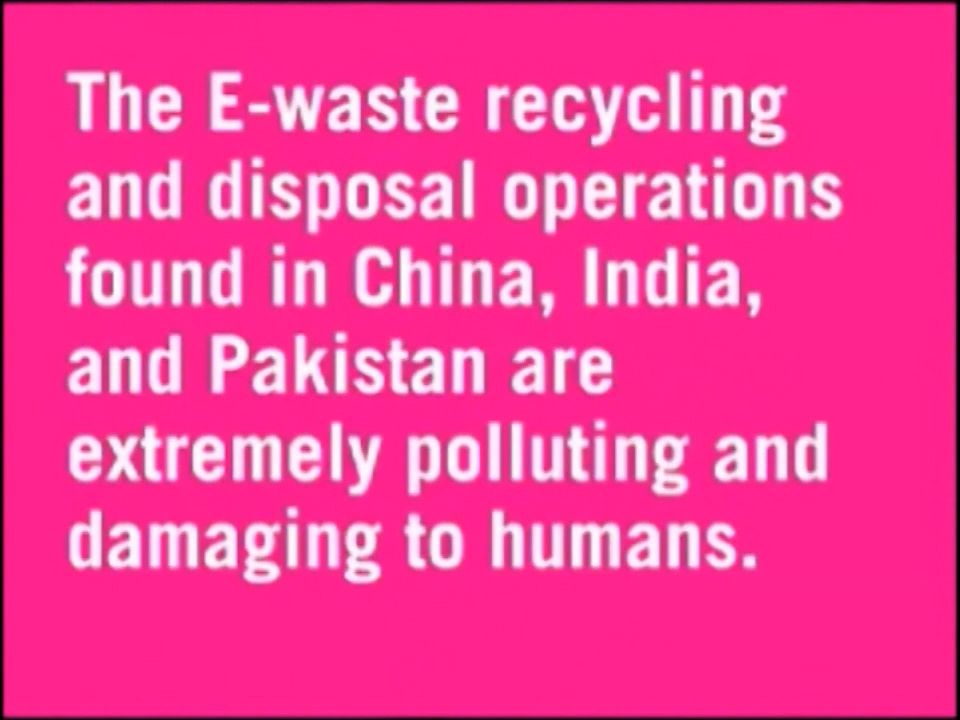 The E-waste recycling
and disposal operations
found in China, India,
and Pakistan are
extremely polluting and
damaging to humans.